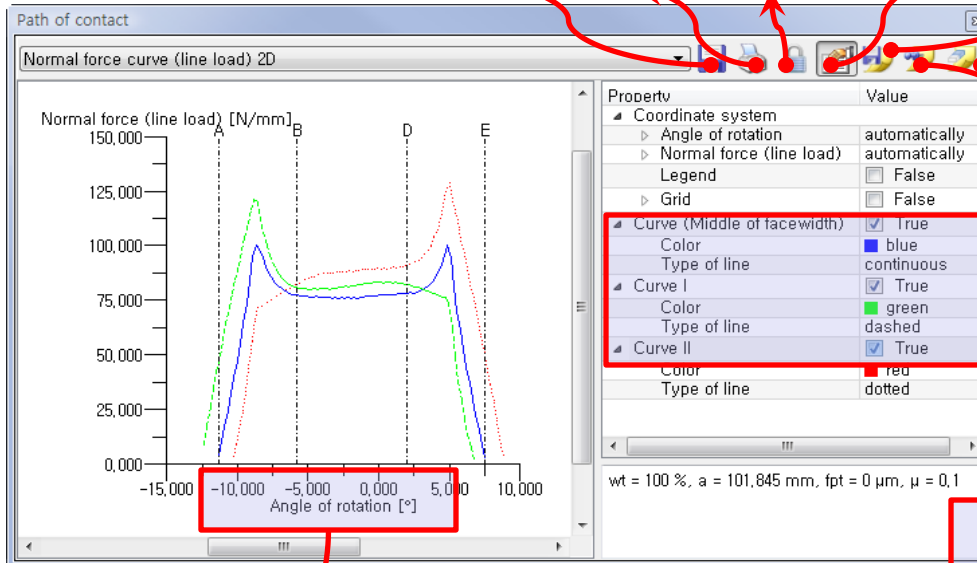 Path of contact
Normal force curve (line load) 2D
Normal force (line load) [N/mm]
A B D E
150,000
125,000
100,000
75,000
50,000
25,000
0,000
-15,000 -10,000 -5,000 0,000 5,000 10,000
Angle of rotation [°]
Property Value
Coordinate system
Angle of rotation automatically
Normal force (line load) automatically
Legend False
Grid False
Curve (Middle of facewidth) True
Color blue
Type of line continuous
Curve I True
Color green
Type of line dashed
Curve II True
Color red
Type of line dotted
wt = 100 %, a = 101,845 mm, fpt = 0 µm, µ = 0,1